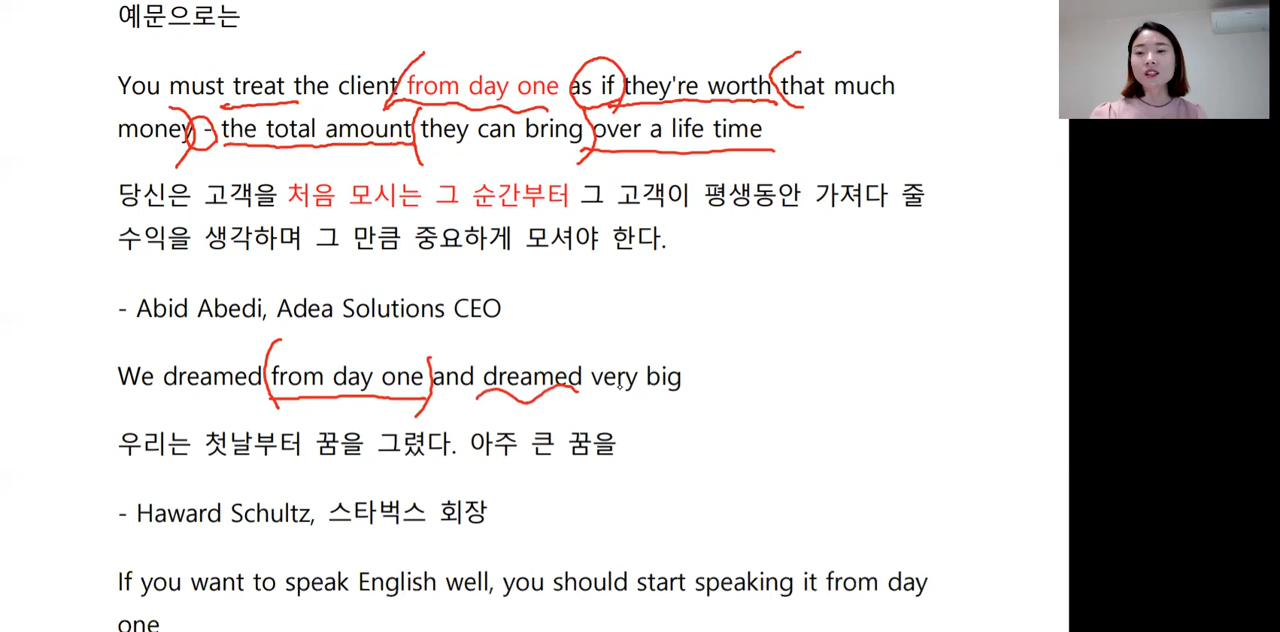 예문으로는
You must treat the client from day one as if they're worth that much
money - the total amount they can bring over a life time
당신은 고객을 처음 모시는 그 순간부터 그 고객이 평생동안 가져다 줄
수익을 생각하며 그 만큼 중요하게 모셔야 한다.
- Abid Abedi, Adea Solutions CEO
We dreamed from day one and dreamed very big
우리는 첫날부터 꿈을 그렸다. 아주 큰 꿈을
- Haward Schultz, 스타벅스 회장
If you want to speak English well, you should start speaking it from day
one